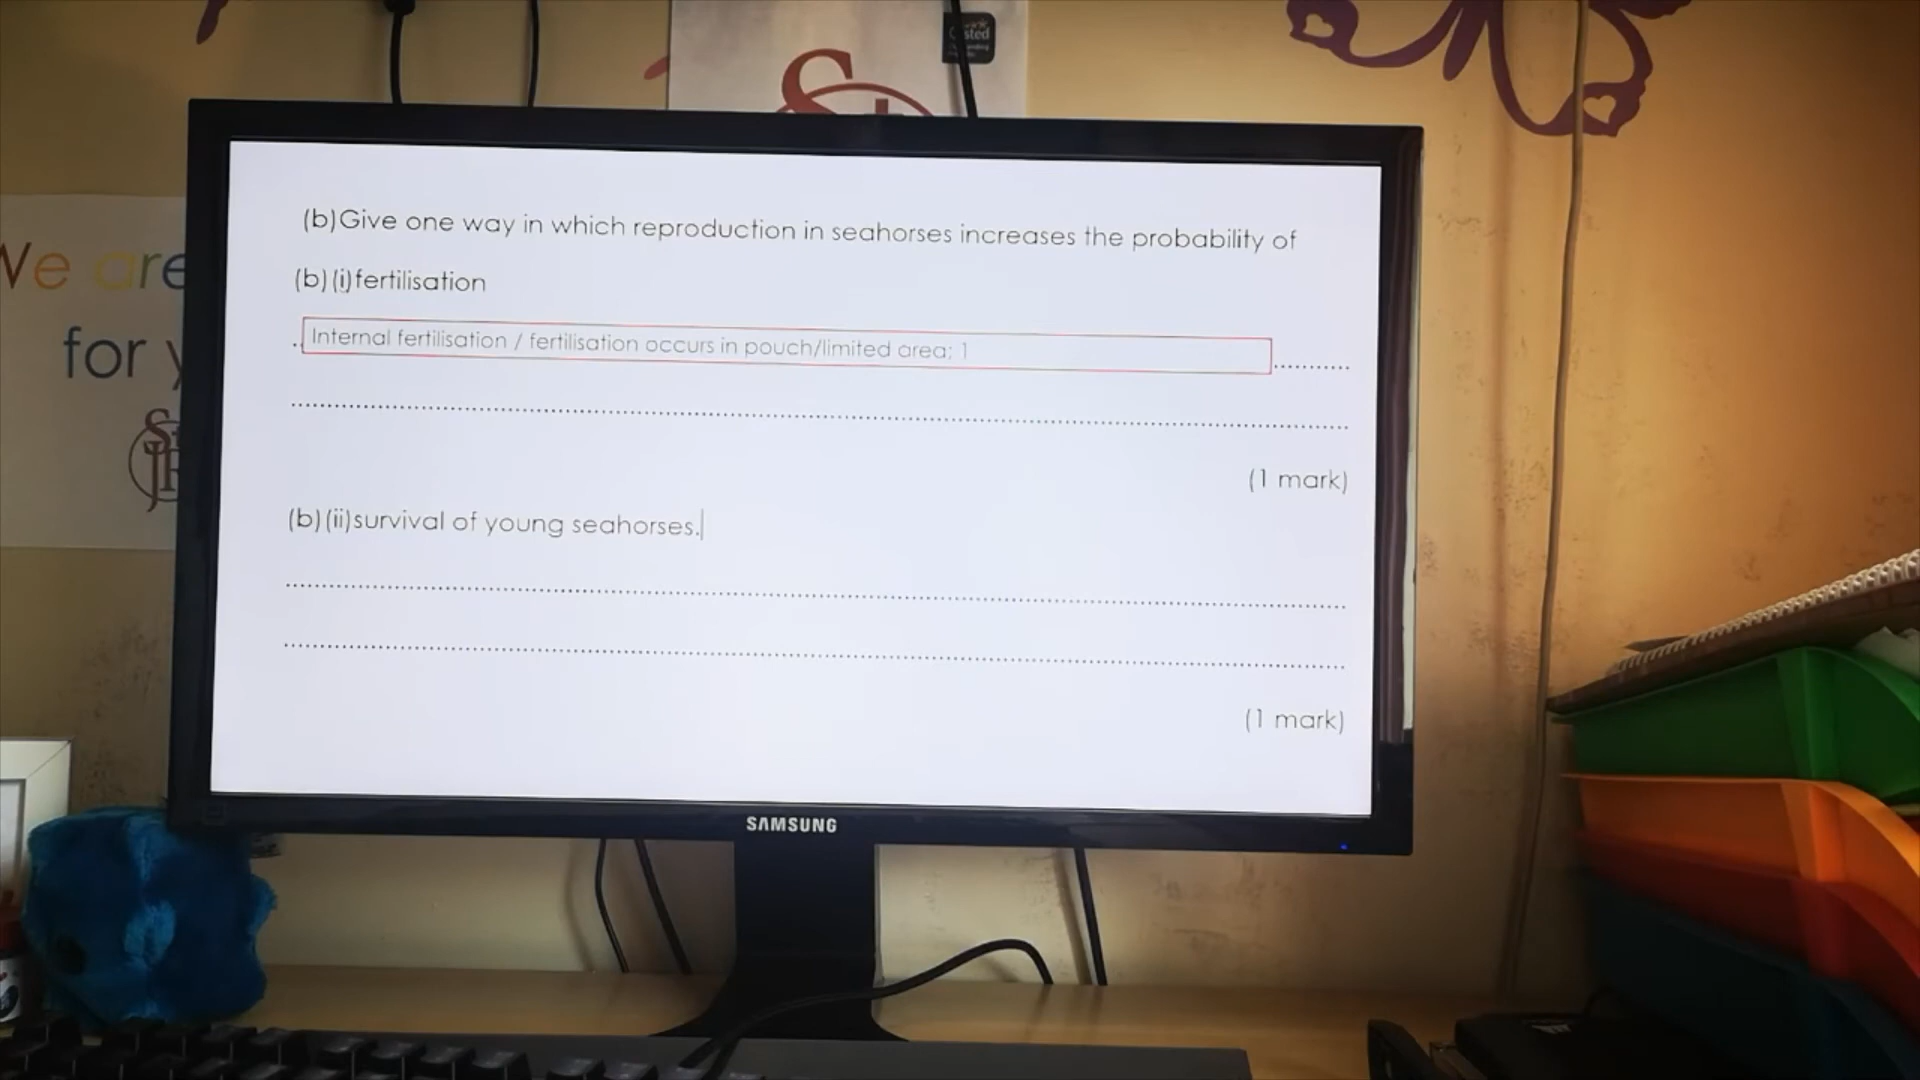 We are
for
(b)Give one way in which reproduction in seahorses increases the probability of
(b)(i)fertilisation
Internal fertilisation / fertilisation occurs in pouch/limited area; 1
(1 mark)
(b)(ii)survival of young seahorses.
(1 mark)
SAMSUNG